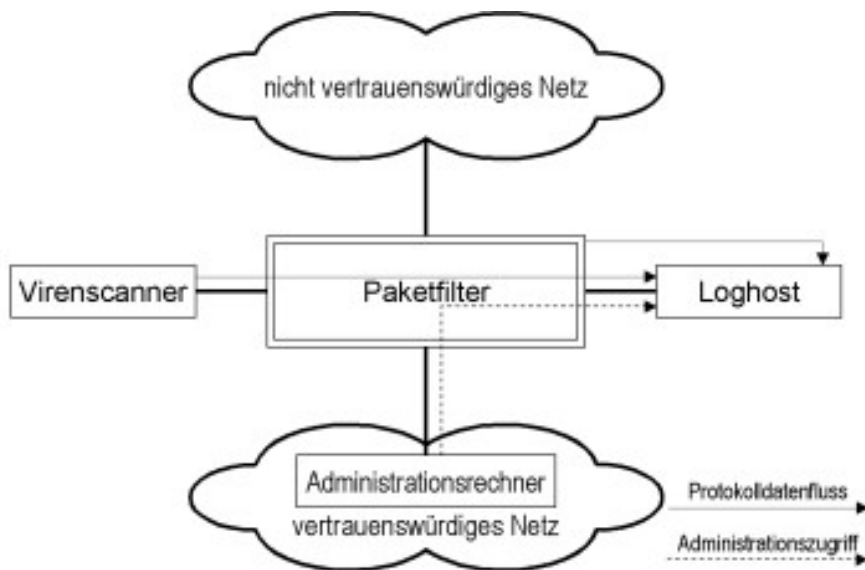 nicht vertrauenswürdiges Netz
Virenscanner
Paketfilter
Loghost
Administrationsrechner
vertrauenswürdiges Netz
Protokolldatenfluss
Administrationszugriff